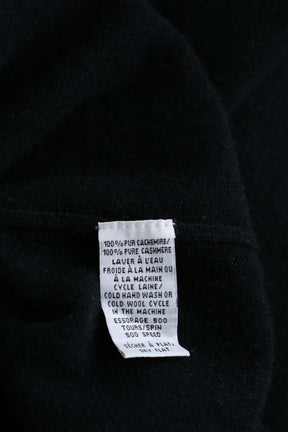 100% PUR CACHEMIRE/
100% PURE CASHMERE
LAVER À L'EAU
FROIDE À LA MAIN OU
À LA MACHINE
CYCLE LAINE/
COLD HAND WASH OR
COLD WOOL CYCLE
IN THE MACHINE
ESSORAGE 500
TOURS/SPIN
500 SPEED
SÉCHER À PLAT,
DRY FLAT